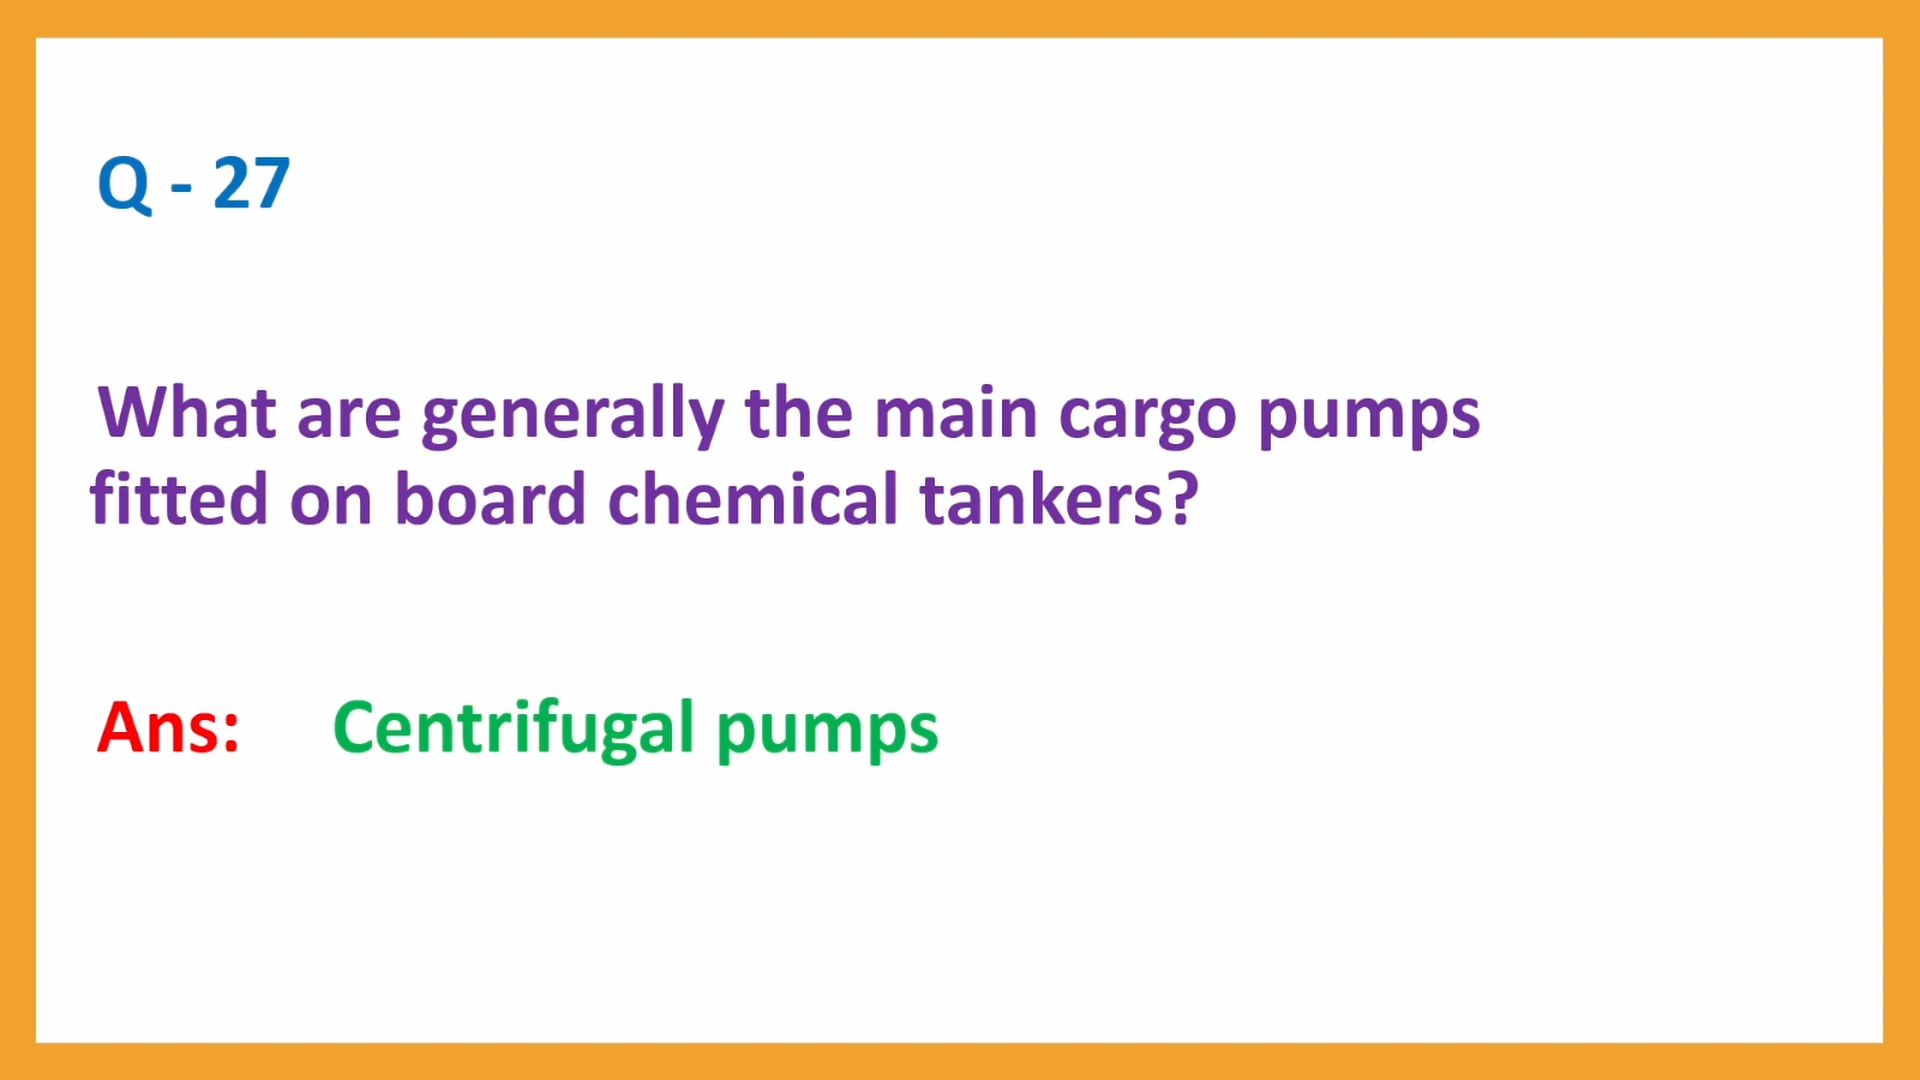 Q - 27
What are generally the main cargo pumps
fitted on board chemical tankers?
Ans: Centrifugal pumps